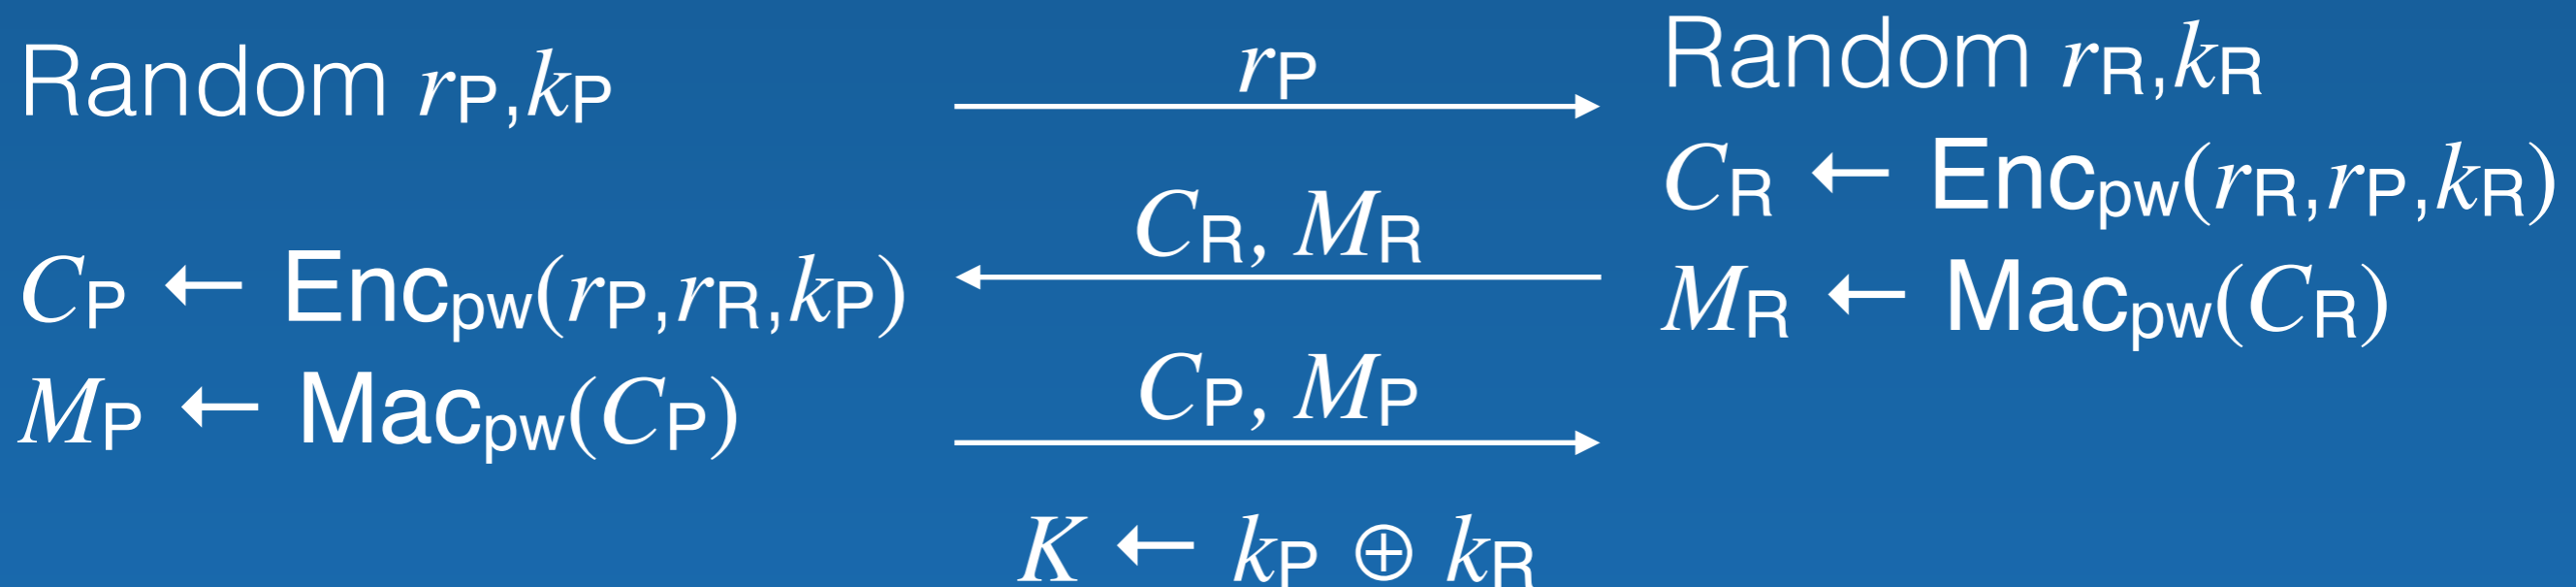 Random rP,kP
rP
Random rR,kR
CR ← EncPw(rR,rP,kR)
MR ← Macpw(CR)
CR, MR
CP ← Encpw(rP,rR,kP)
MP ← Macpw(CP)
CP, MP
K ← kP ⊕ kR